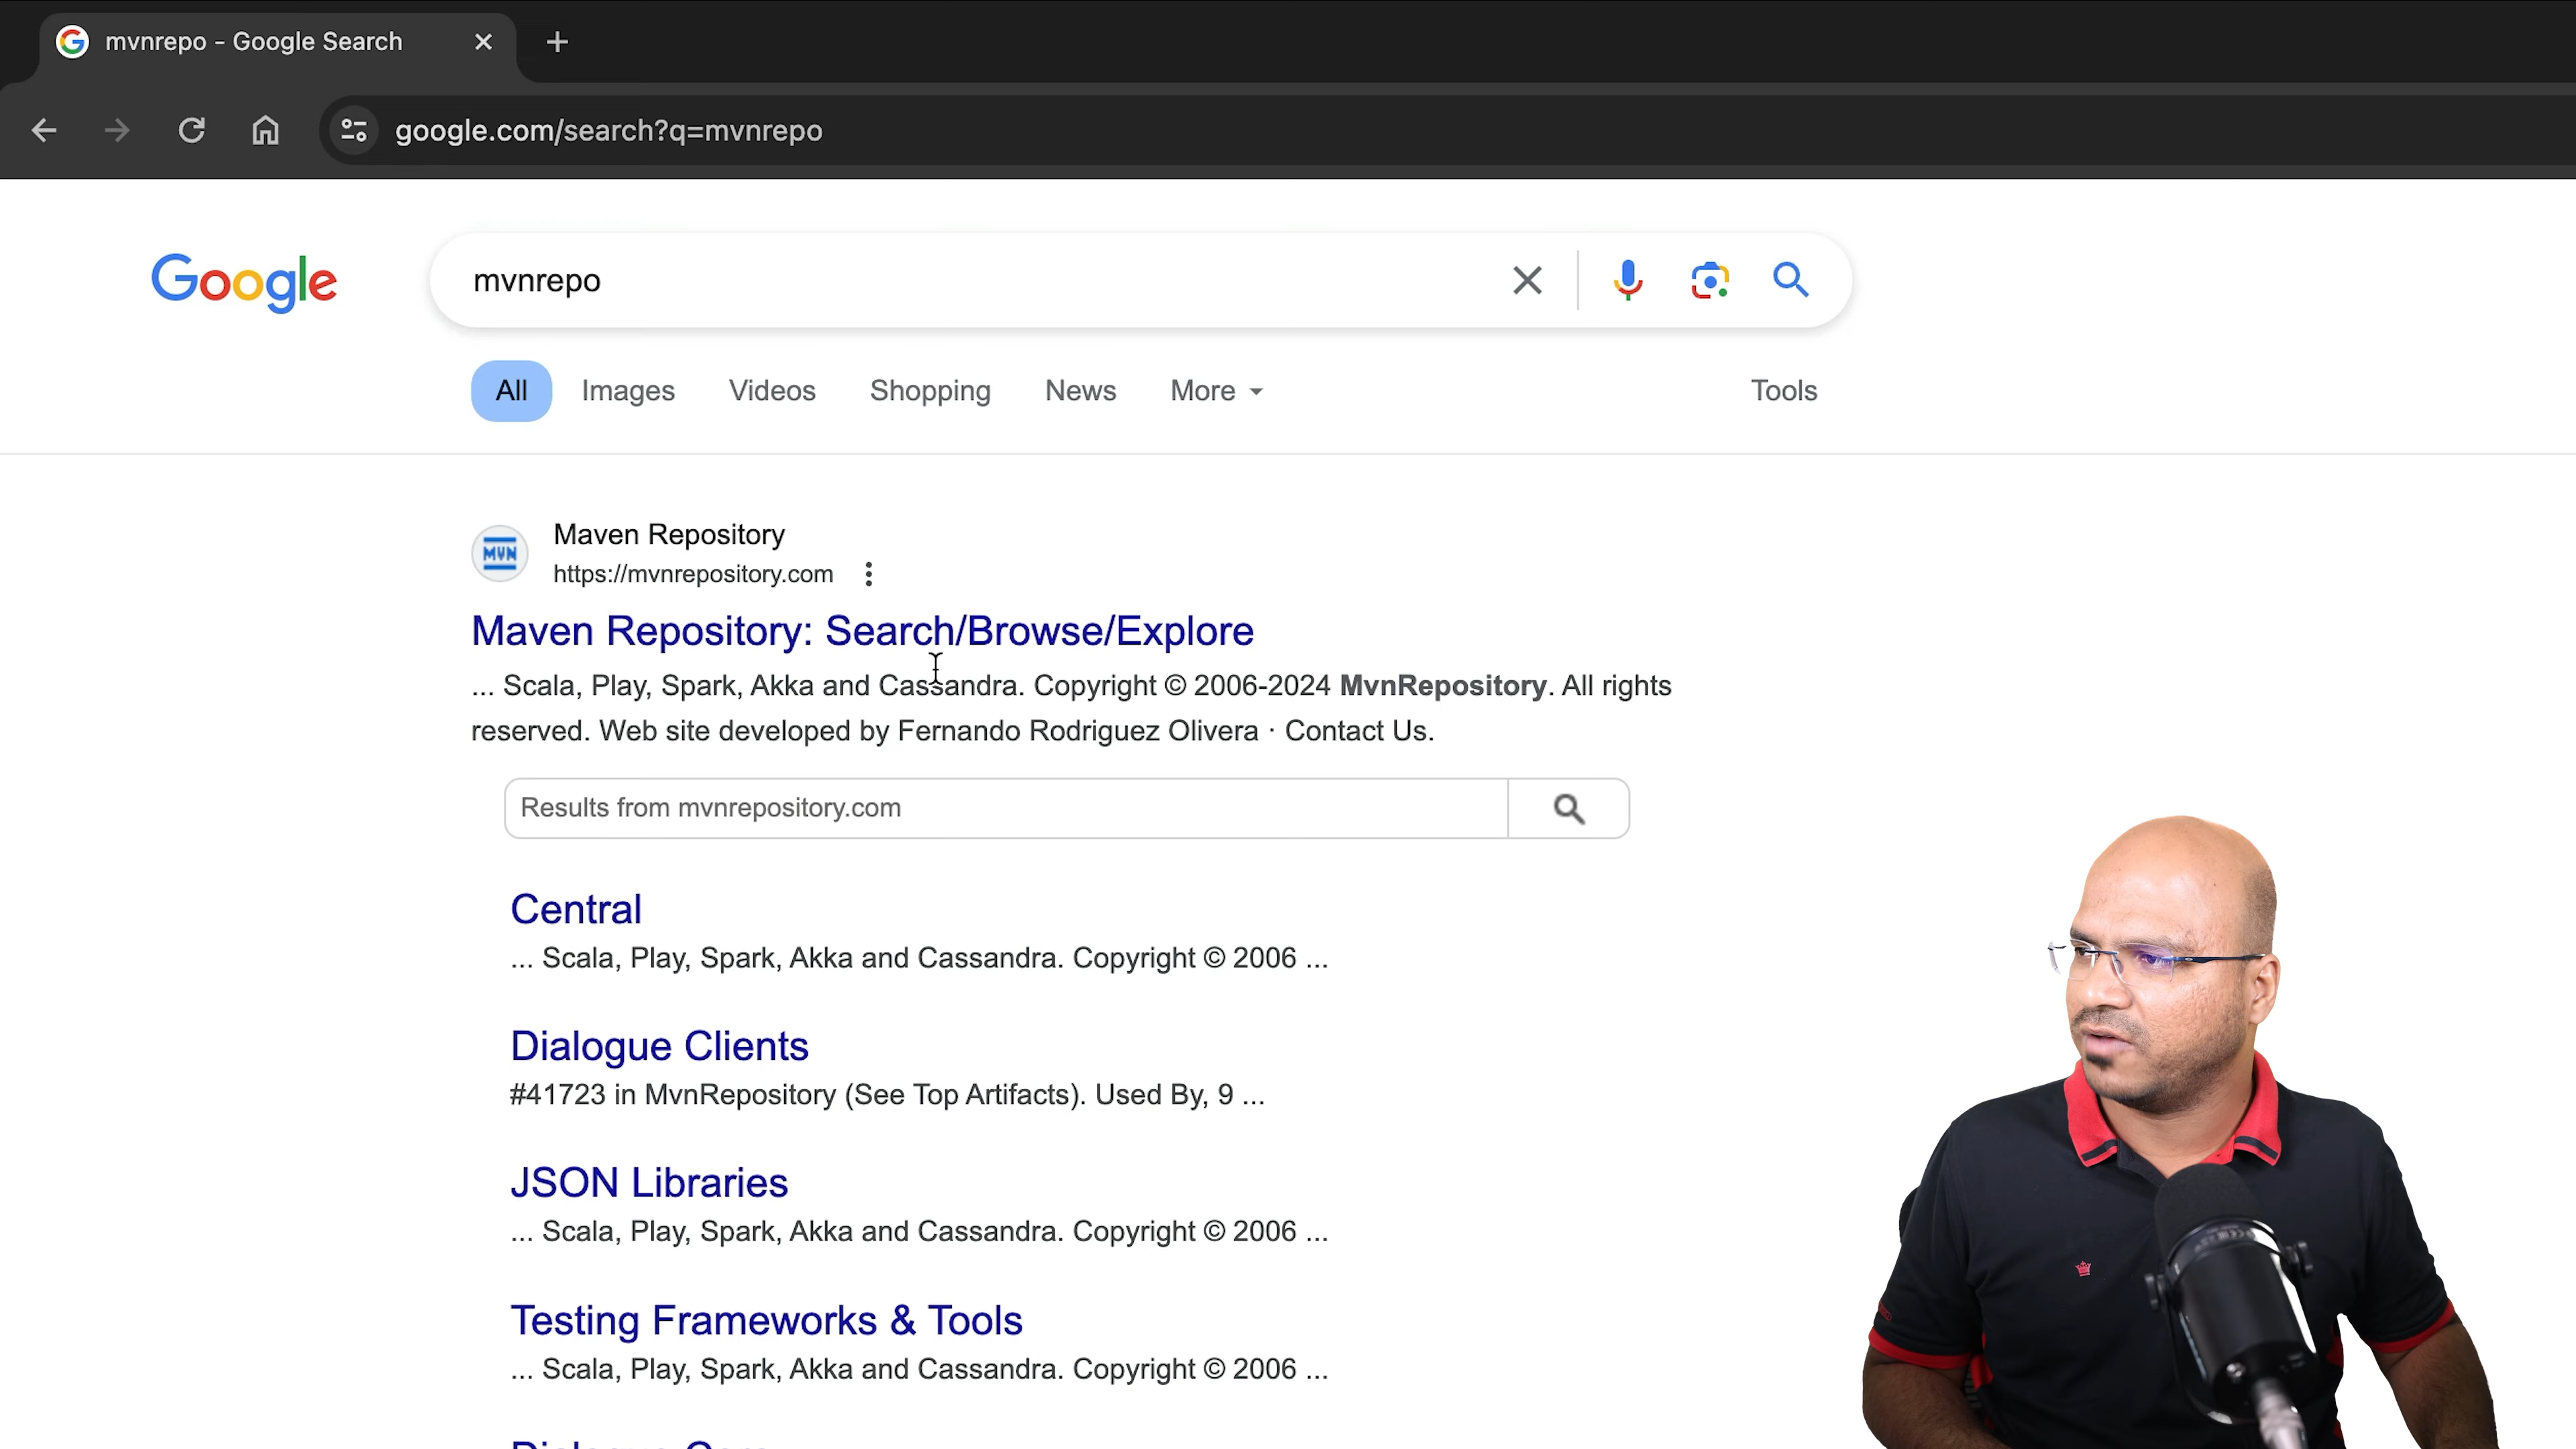 mvnrepo - Google Search
google.com/search?q=mvnrepo
Google
mvnrepo
All Images Videos Shopping News More Tools
MVN
Maven Repository
https://mvnrepository.com
Maven Repository: Search/Browse/Explore
... Scala, Play, Spark, Akka and Cassandra. Copyright © 2006-2024 MvnRepository. All rights
reserved. Web site developed by Fernando Rodriguez Olivera · Contact Us.
Results from mvnrepository.com
Central
... Scala, Play, Spark, Akka and Cassandra. Copyright © 2006 ...
Dialogue Clients
#41723 in MvnRepository (See Top Artifacts). Used By, 9 ...
JSON Libraries
... Scala, Play, Spark, Akka and Cassandra. Copyright © 2006 ...
Testing Frameworks & Tools
... Scala, Play, Spark, Akka and Cassandra. Copyright © 2006 ...